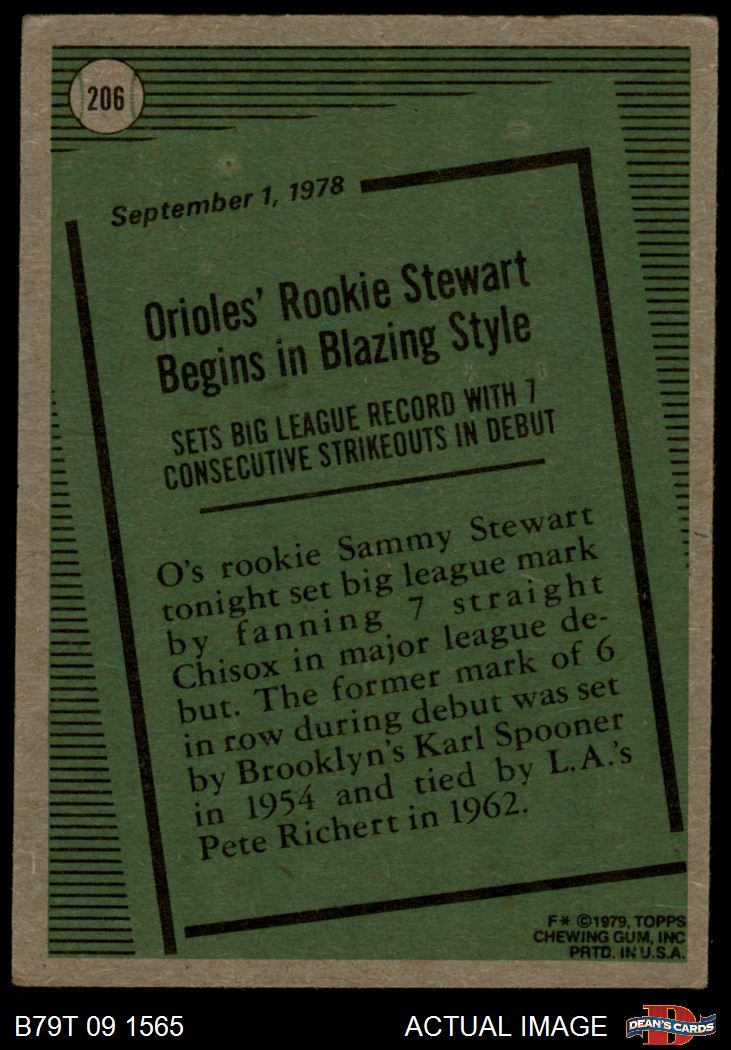 206
September 1, 1978
Orioles' Rookie Stewart
Begins in Blazing Style
SETS BIG LEAGUE RECORD WITH 7
CONSECUTIVE STRIKEOUTS IN DEBUT
O's rookie Sammy Stewart
tonight set big league mark
by fanning 7 straight
Chisox in major league de-
but. The former mark of 6
in row during debut was set
by Brooklyn's Karl Spooner
in 1954 and tied by L.A.'s
Pete Richert in 1962.
F* ©1979, TOPPS
CHEWING GUM, INC
PRTD. IN U.S.A.
B79T 09 1565
ACTUAL IMAGE
D
DEAN'S CARDS